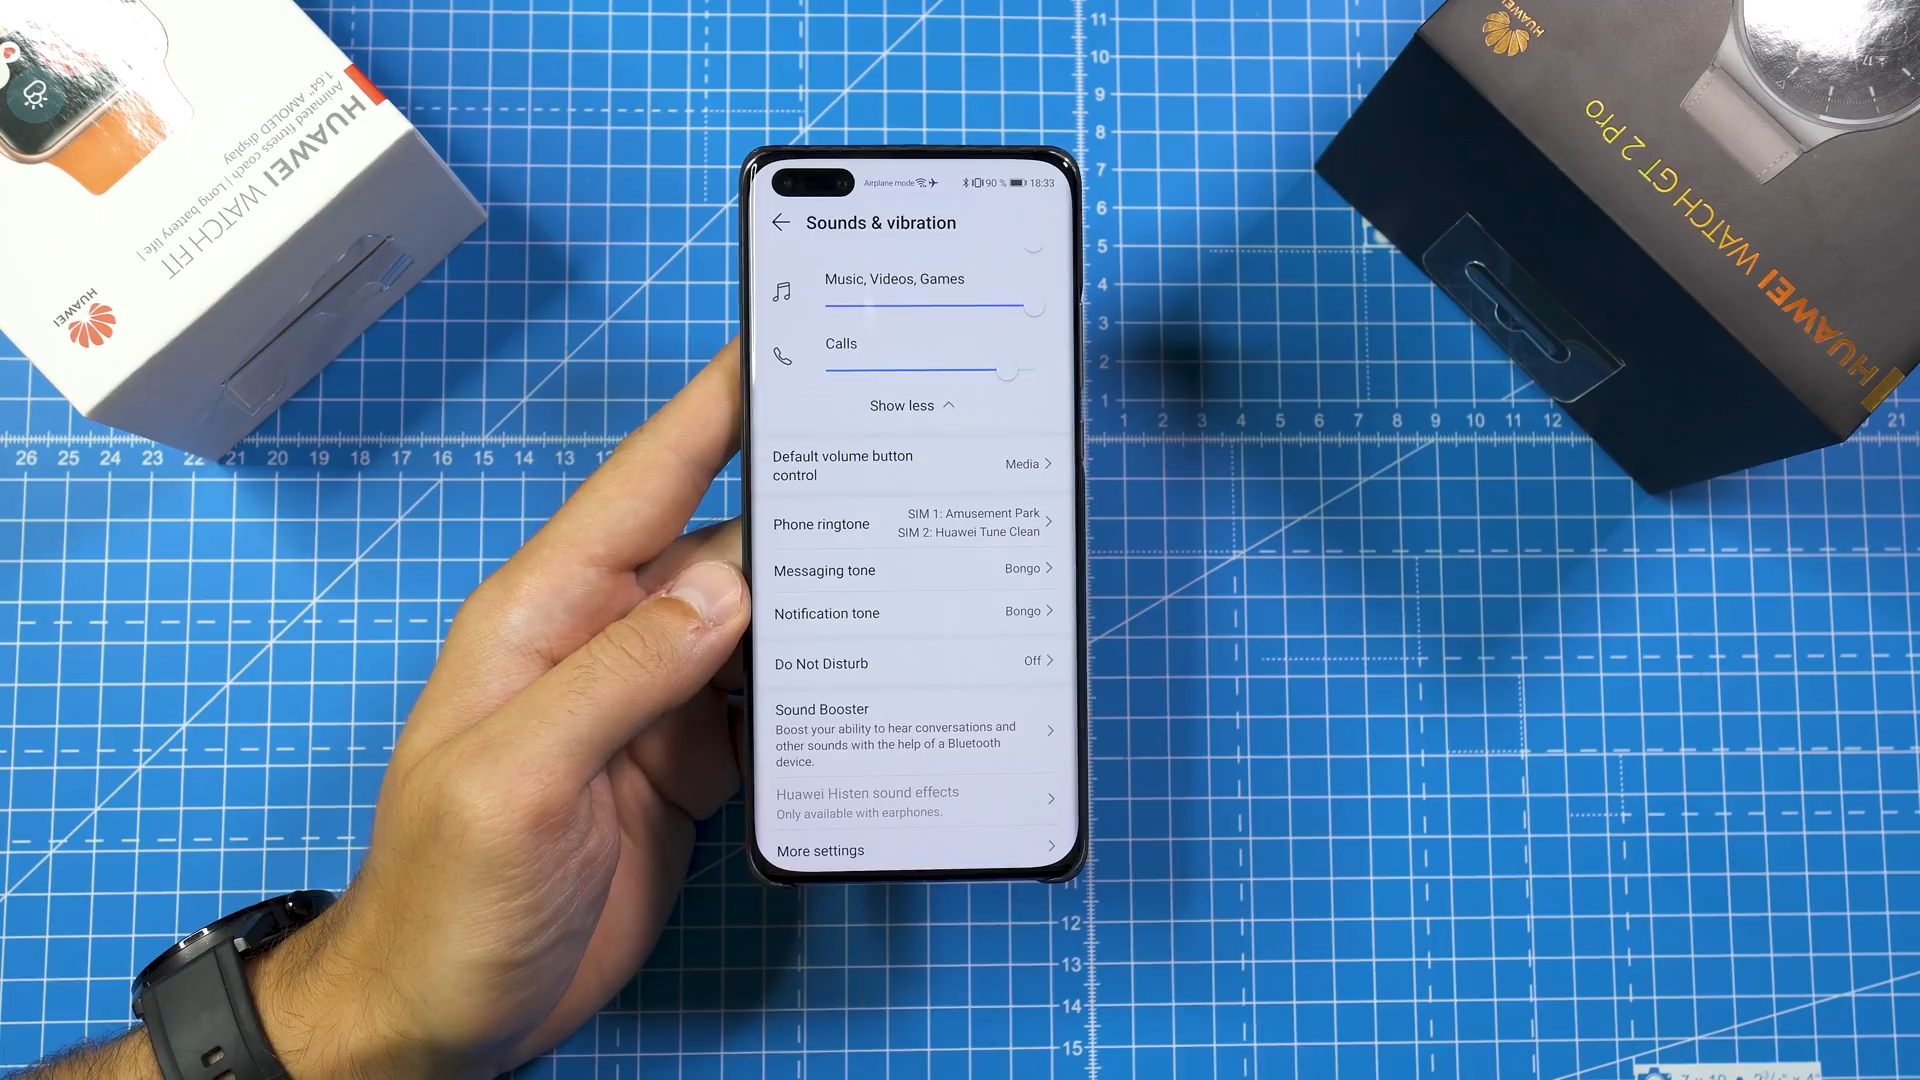 HUAWEI WATCH FIT
Animated fitness coach | Long battery life |
1.64" AMOLED display
HUAWEI
HUAWEI
HUAWEI WATCH GT 2 Pro
Airplane mode
90 %
18:33
Sounds & vibration
Music, Videos, Games
Calls
Show less
Default volume button
control
Media
Phone ringtone
SIM 1: Amusement Park
SIM 2: Huawei Tune Clean
Messaging tone
Bongo
Notification tone
Bongo
Do Not Disturb
Off
Sound Booster
Boost your ability to hear conversations and
other sounds with the help of a Bluetooth
device.
Huawei Histen sound effects
Only available with earphones.
More settings
11
10
9
8
7
6
5
4
3
2
1
26 25 24 23 22 21 20 19 18 17 16 15 14 13
1 2 3 4 5 6 7 8 9 10 11 12
21
12
13
14
15